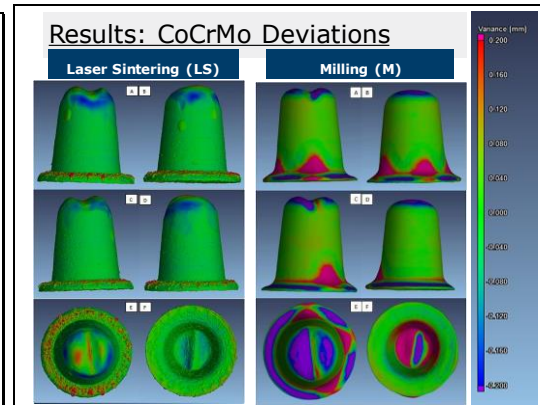 Results: CoCrMo Deviations
Laser Sintering (LS)
Milling (M)
A B
A B
C D
C D
E F
E F
Variance [mm]
0.200
0.160
0.120
0.080
0.040
0.000
-0.040
-0.080
-0.120
-0.160
-0.200